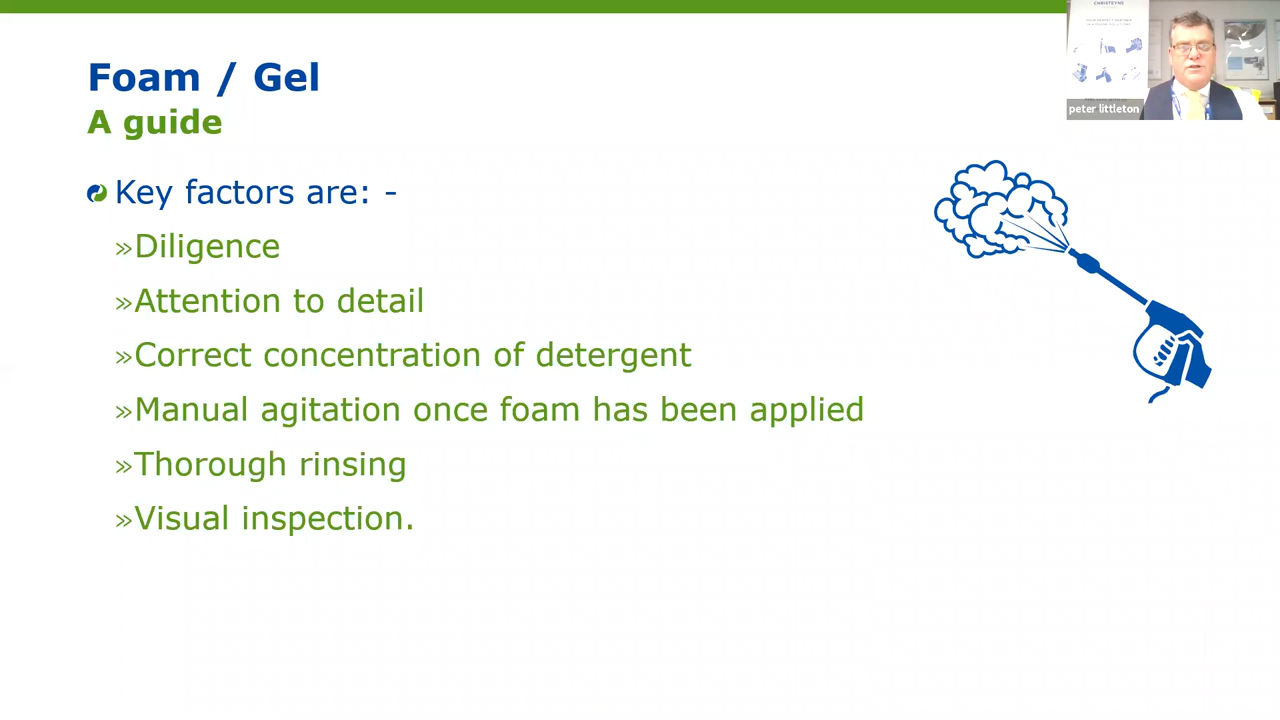 CHRISTEYNS
Foam / Gel
A guide
peter littleton
Key factors are: -
»Diligence
»Attention to detail
»Correct concentration of detergent
»Manual agitation once foam has been applied
»Thorough rinsing
»Visual inspection.